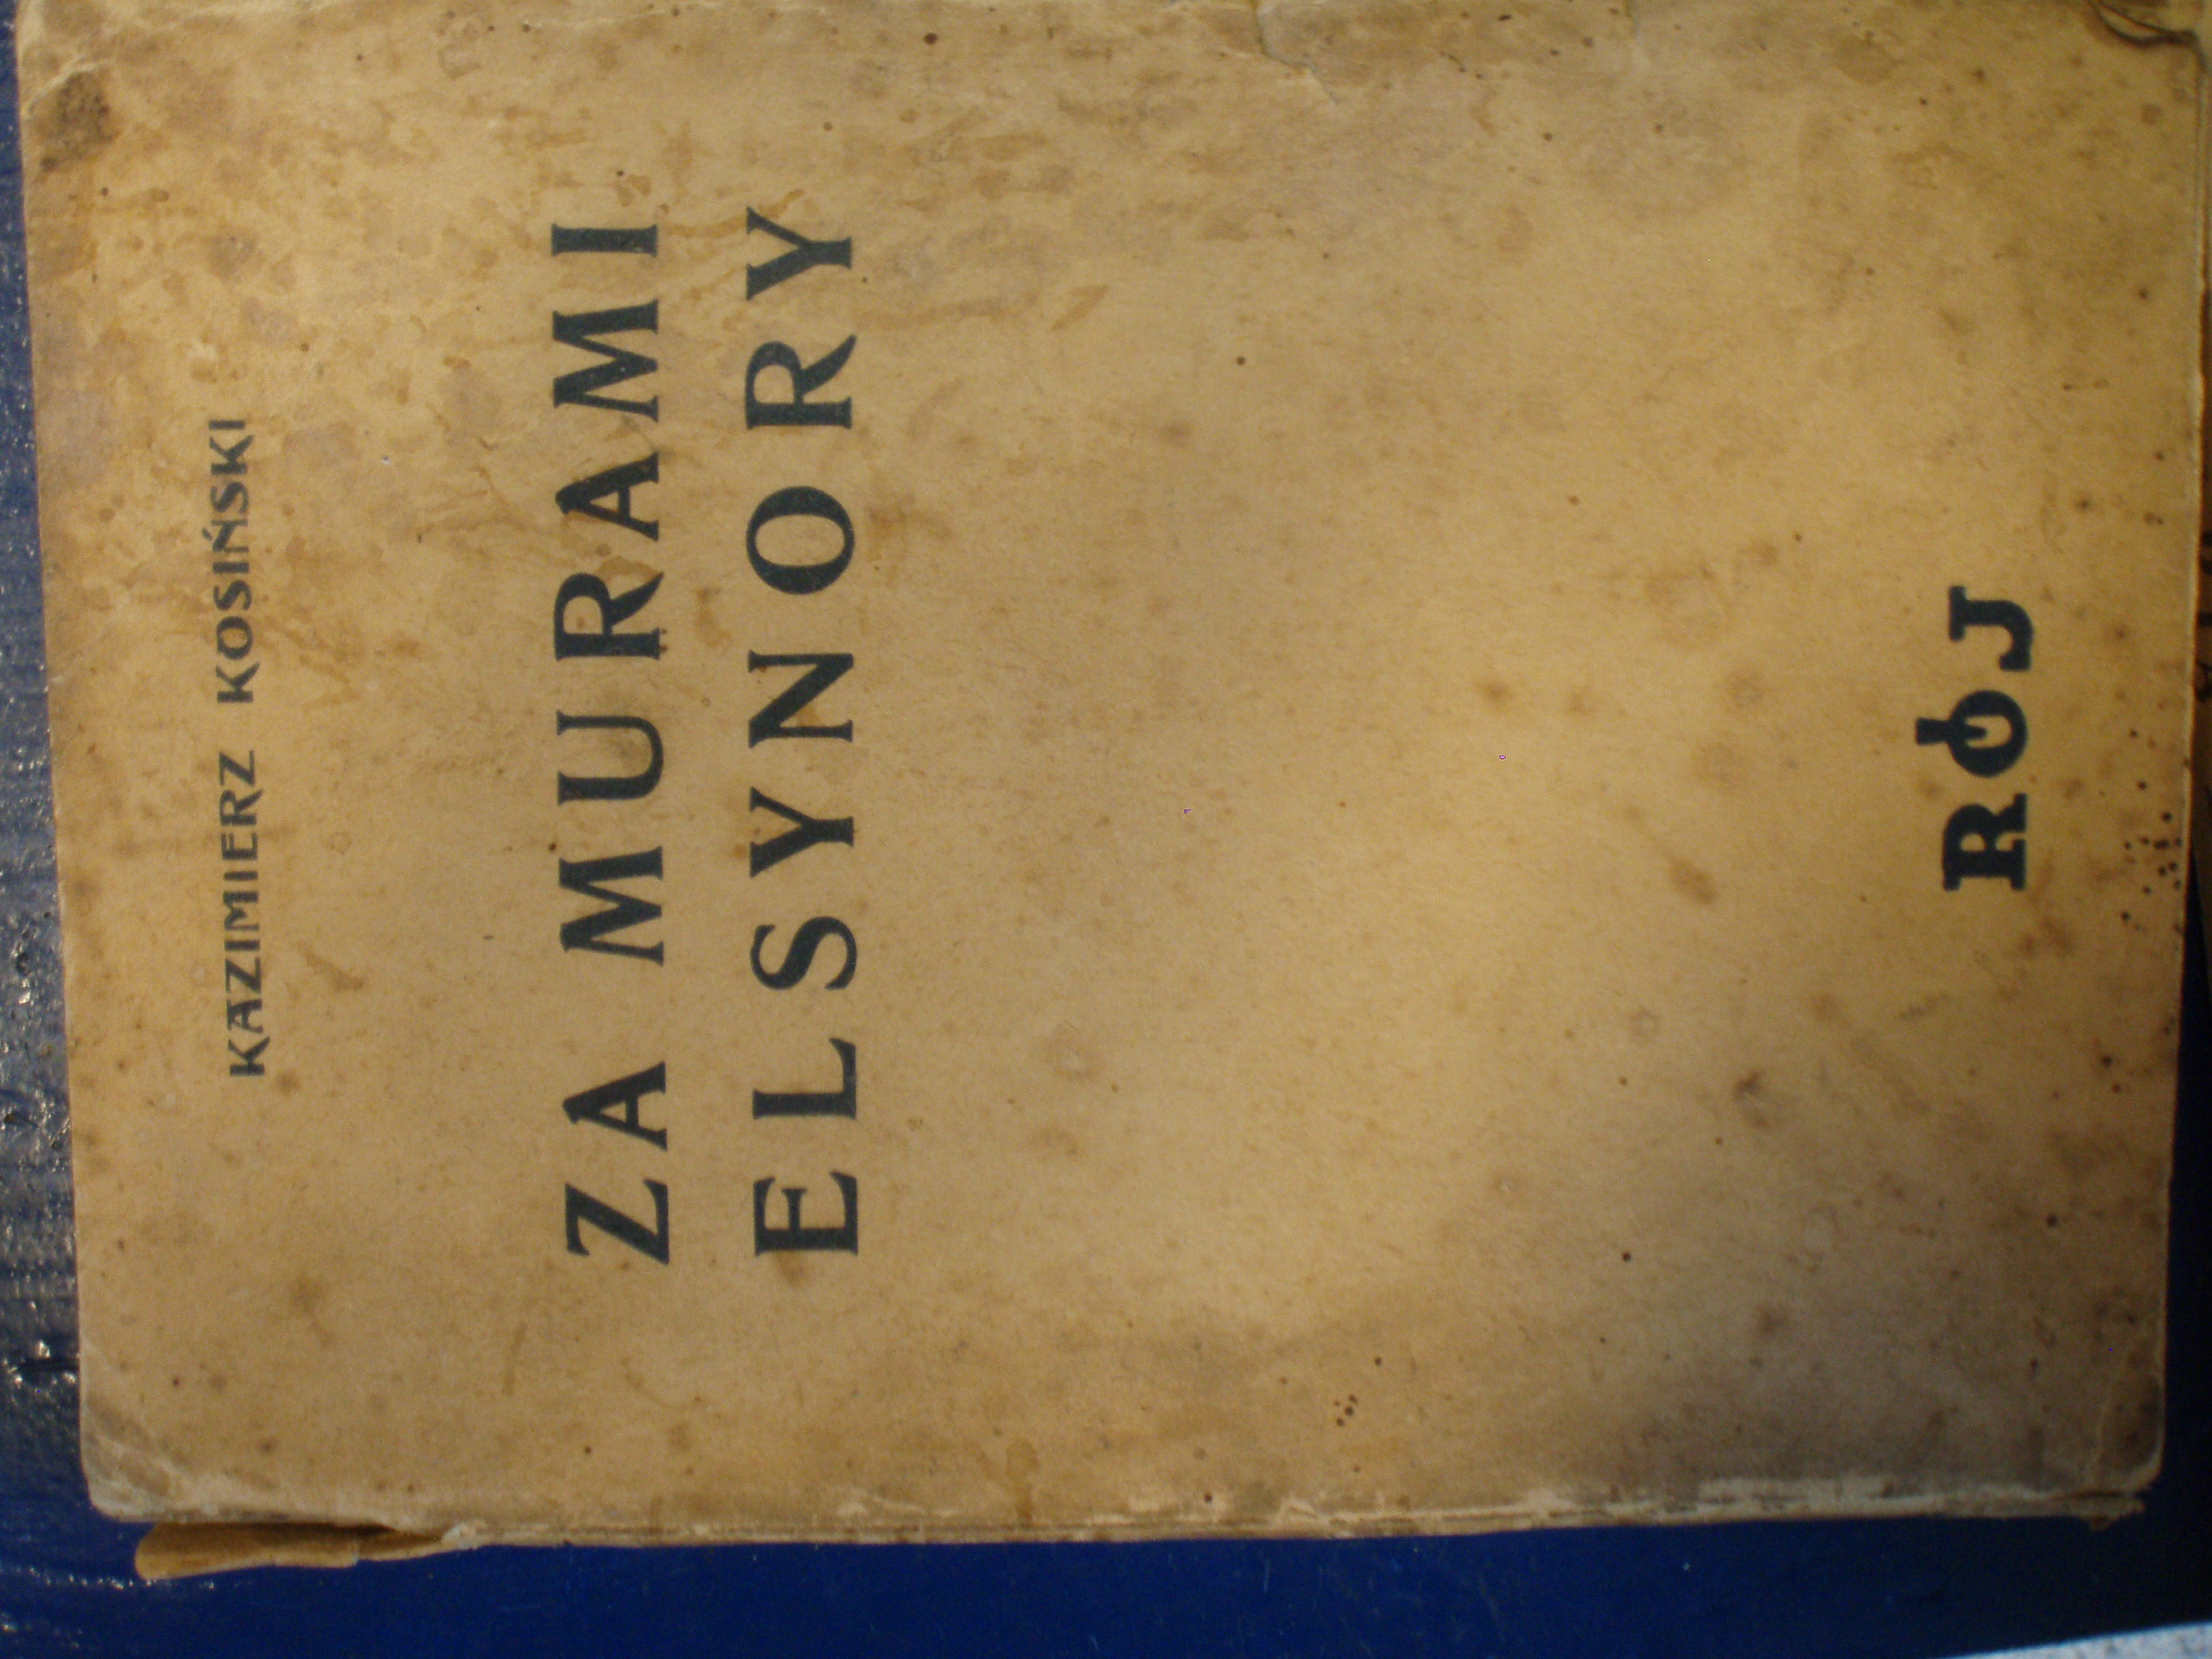 KAZIMIERZ KOSIŃSKI
ZA MURAMI
ELSYNORY
RÓJ